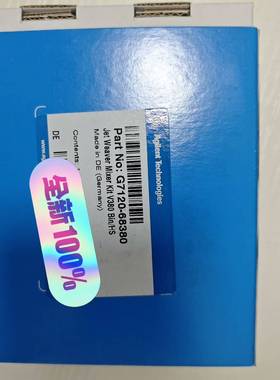 Agilent Technologies
Part No: G7120-68380
Jet Weaver Mixer Kit V380 Bin/HS
Made in DE (Germany)
Contents
DE
全新100%